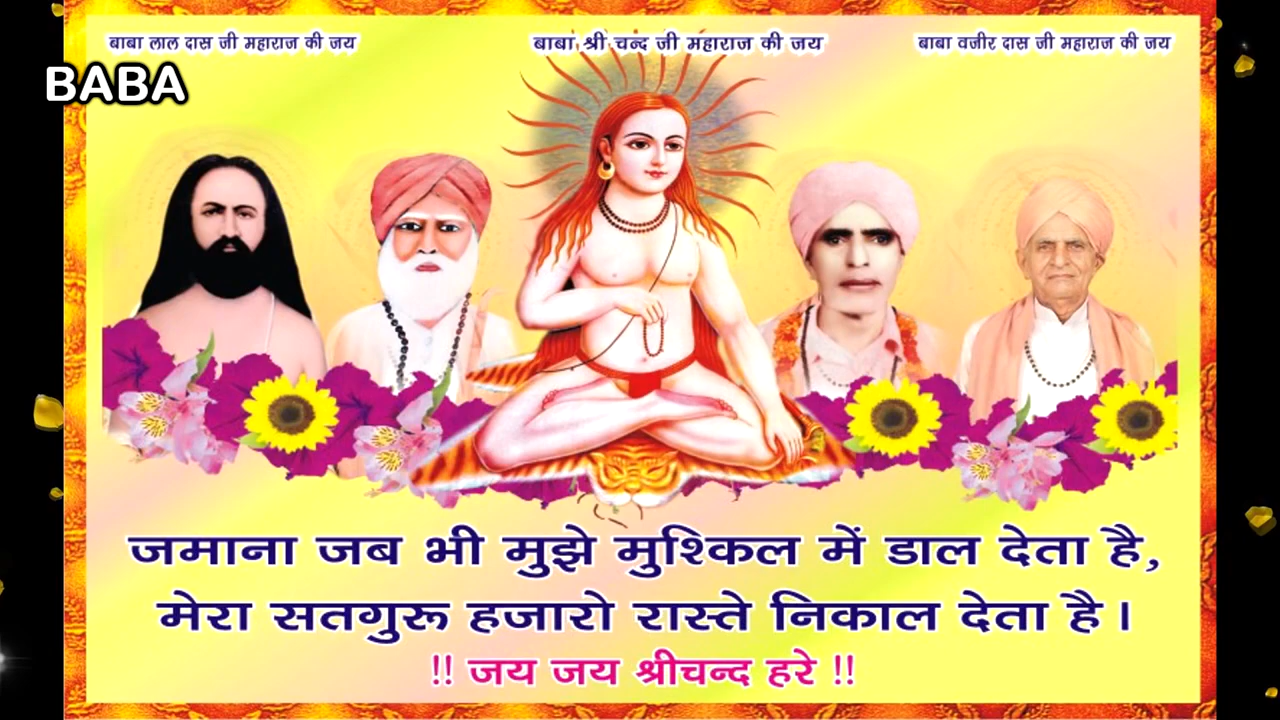 बाबा लाल दास जी महाराज की जय
बाबा श्री चन्द जी महाराज की जय
बाबा वजीर दास जी महाराज की जय
BABA
जमाना जब भी मुझे मुश्किल में डाल देता है,
मेरा सतगुरू हजारो रास्ते निकाल देता है।
!! जय जय श्रीचन्द हरे !!